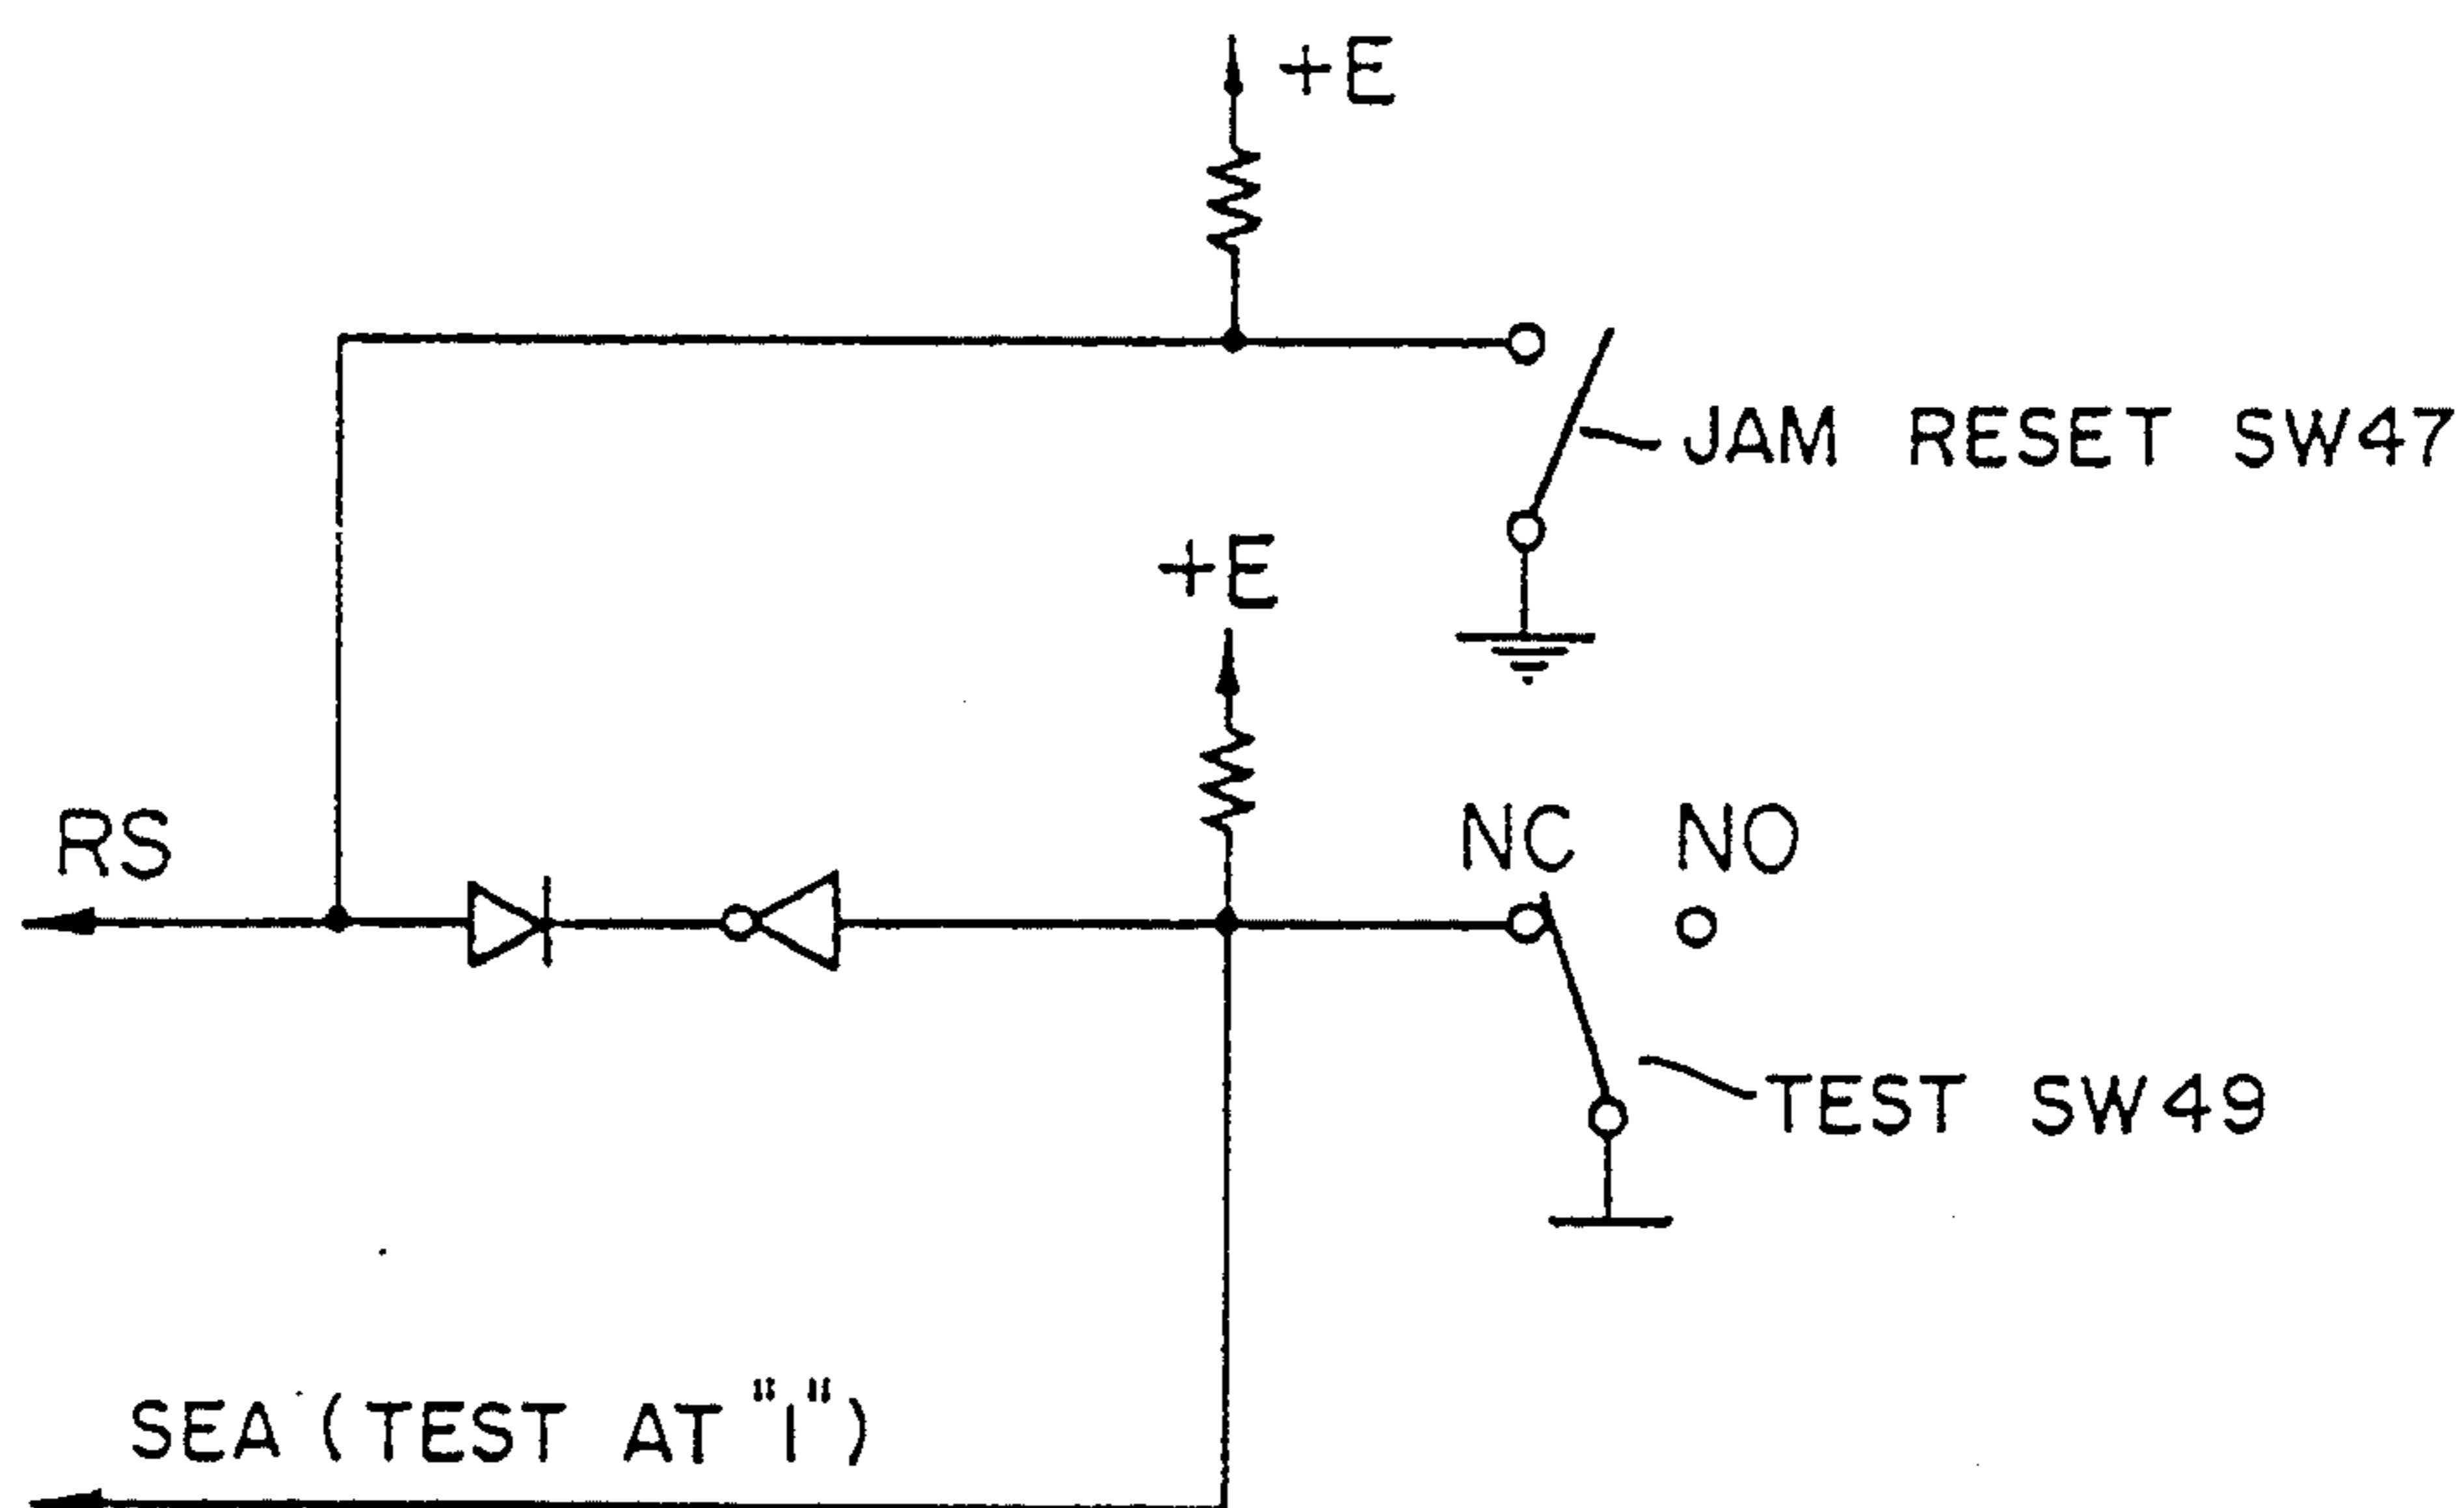 +E
JAM RESET SW47
+E
RS
NC NO
TEST SW49
SEA (TEST AT "1")